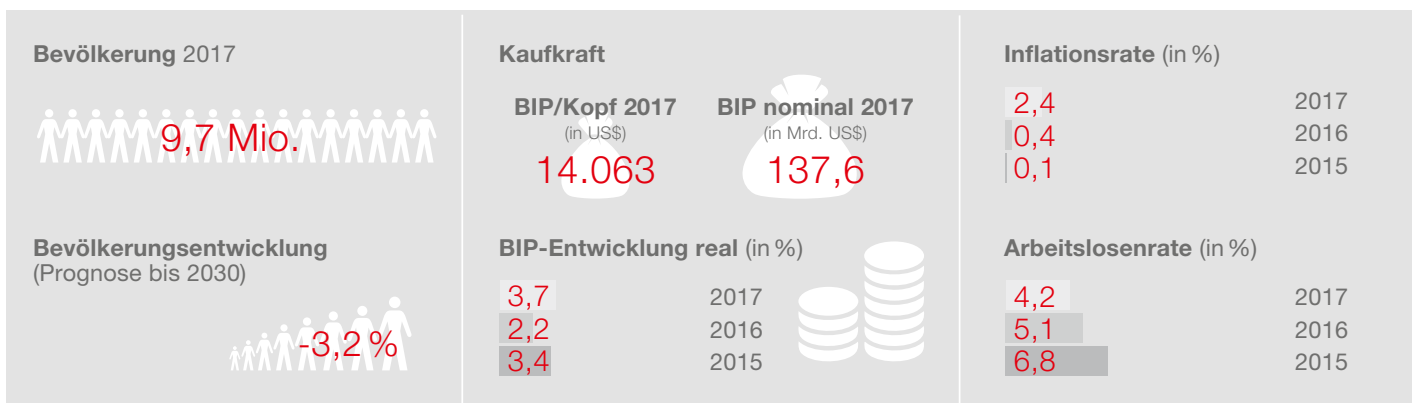 Bevölkerung 2017
9,7 Mio.
Bevölkerungsentwicklung
(Prognose bis 2030)
-3,2 %
Kaufkraft
BIP/Kopf 2017
(in US$)
14.063
BIP nominal 2017
(in Mrd. US$)
137,6
BIP-Entwicklung real (in %)
3,7 2017
2,2 2016
3,4 2015
Inflationsrate (in %)
2,4 2017
0,4 2016
0,1 2015
Arbeitslosenrate (in %)
4,2 2017
5,1 2016
6,8 2015